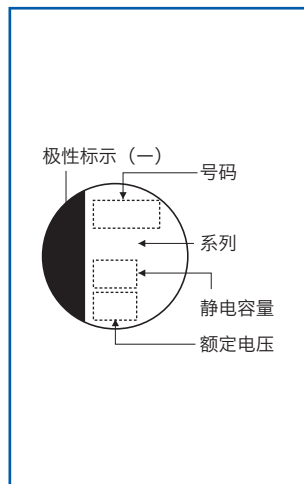 极性标示（—）
号码
系列
静电容量
额定电压